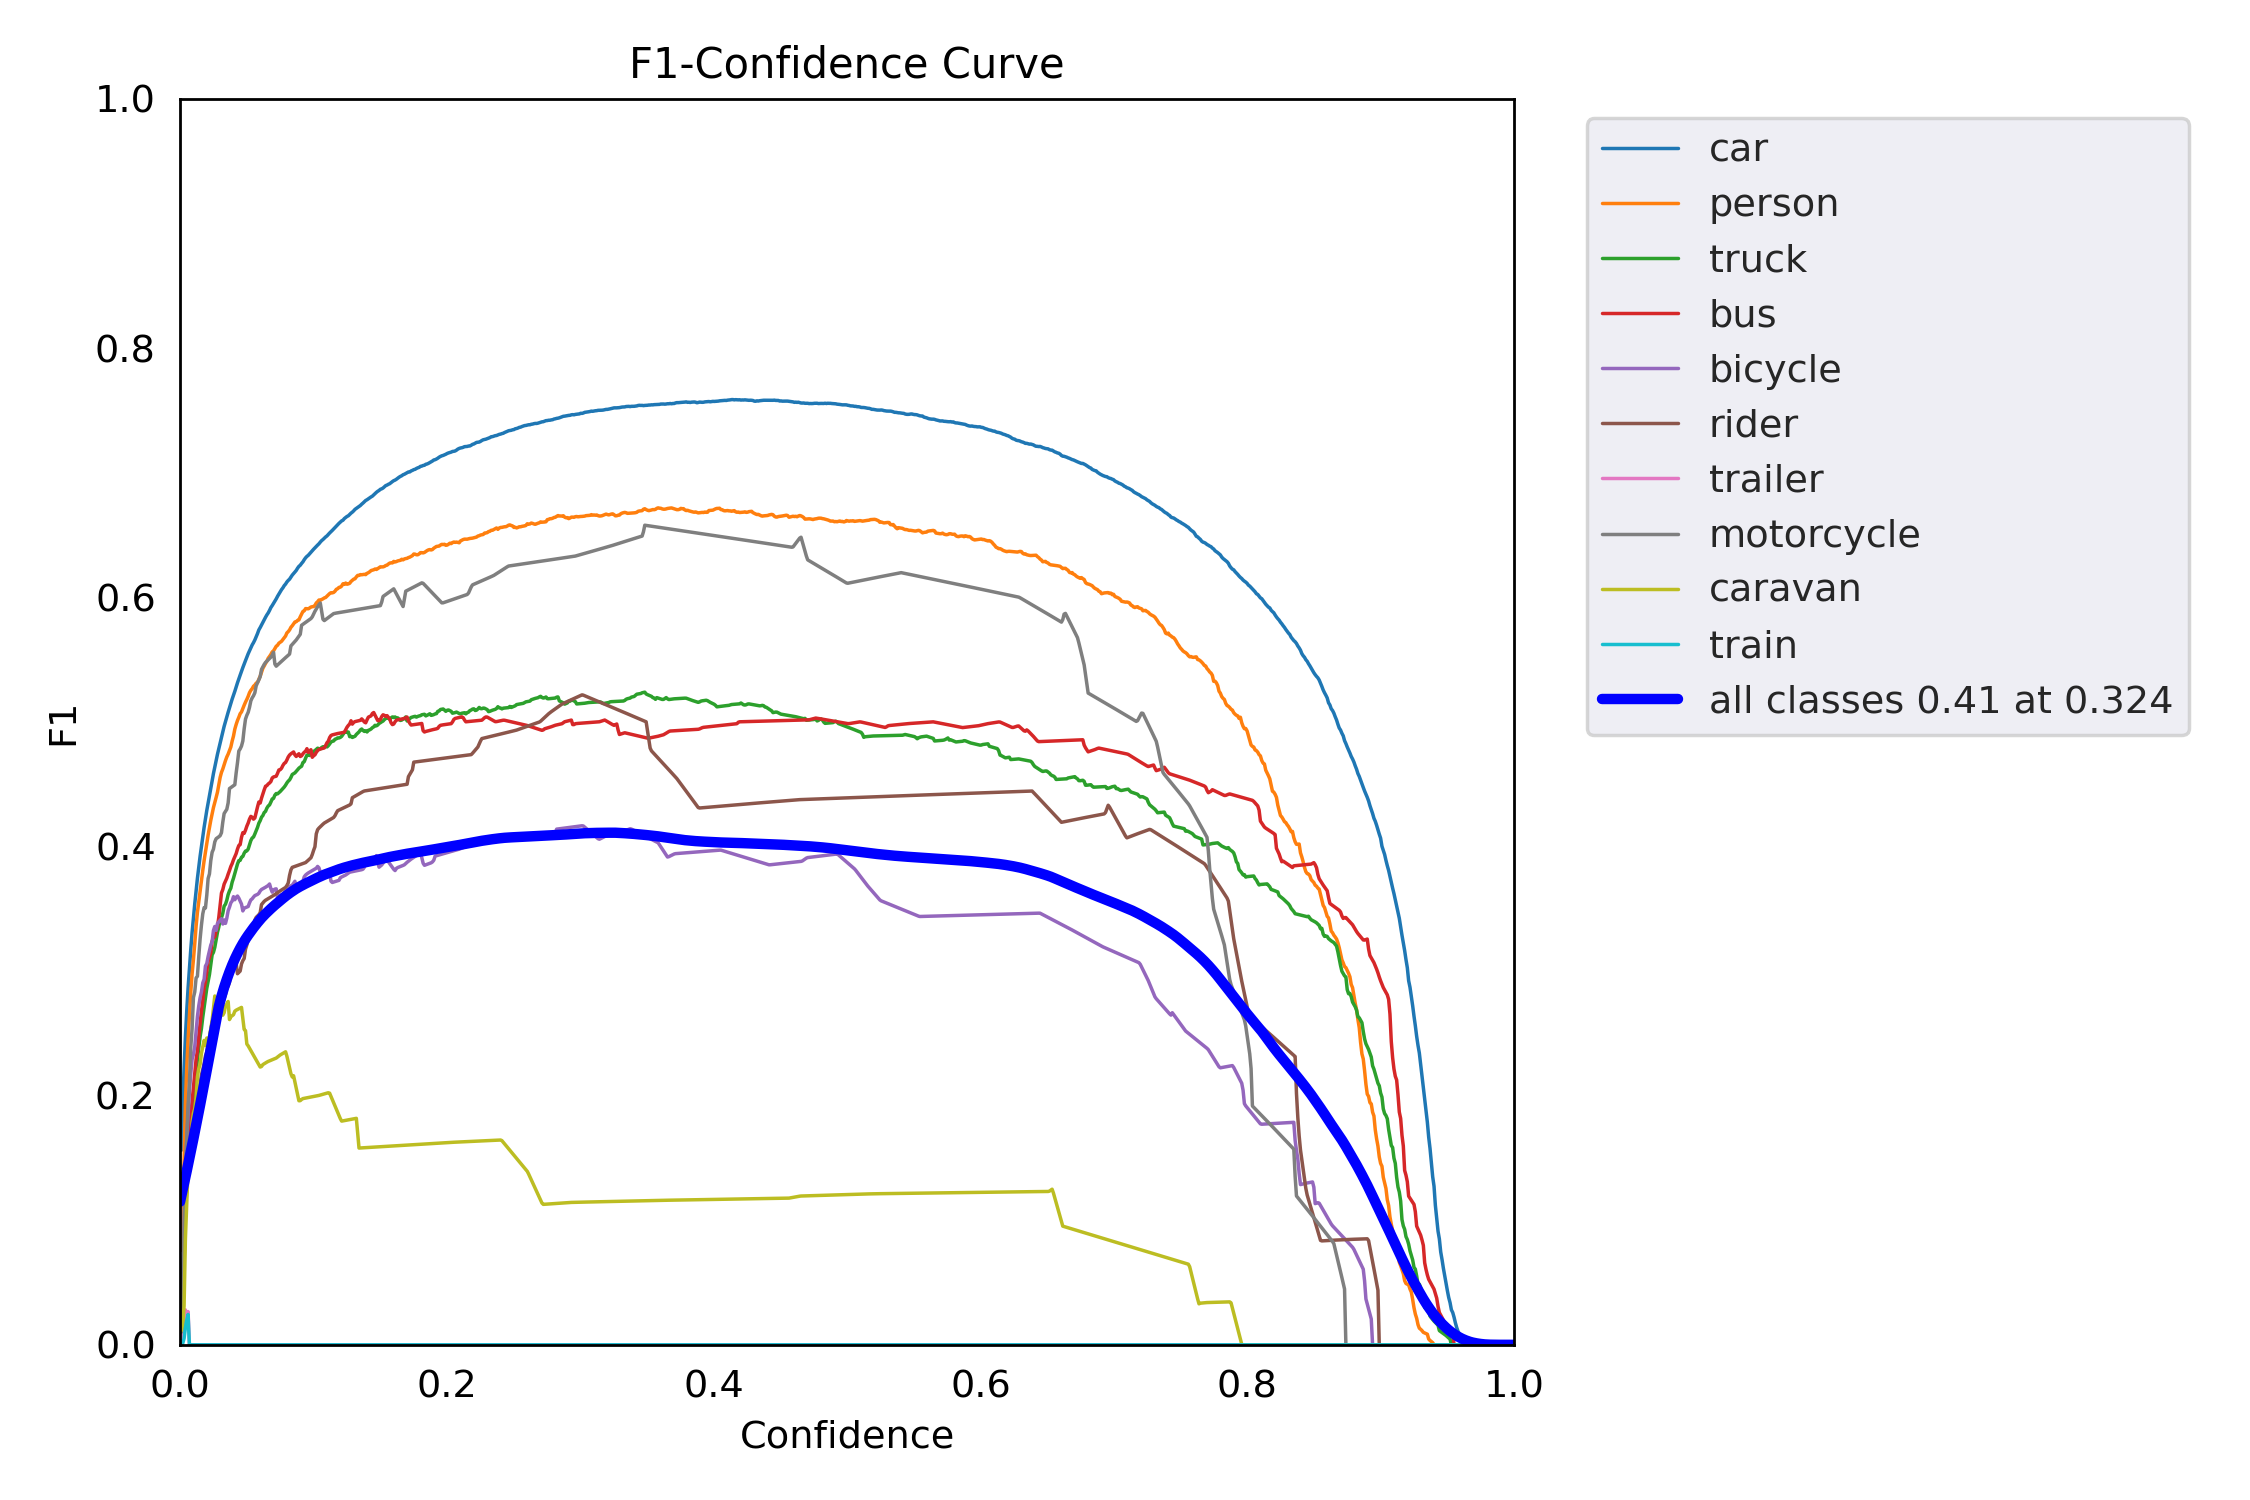 F1-Confidence Curve
1.0
0.8
0.6
0.4
0.2
0.0
F1
0.0 0.2 0.4 0.6 0.8 1.0
Confidence
car
person
truck
bus
bicycle
rider
trailer
motorcycle
caravan
train
all classes 0.41 at 0.324